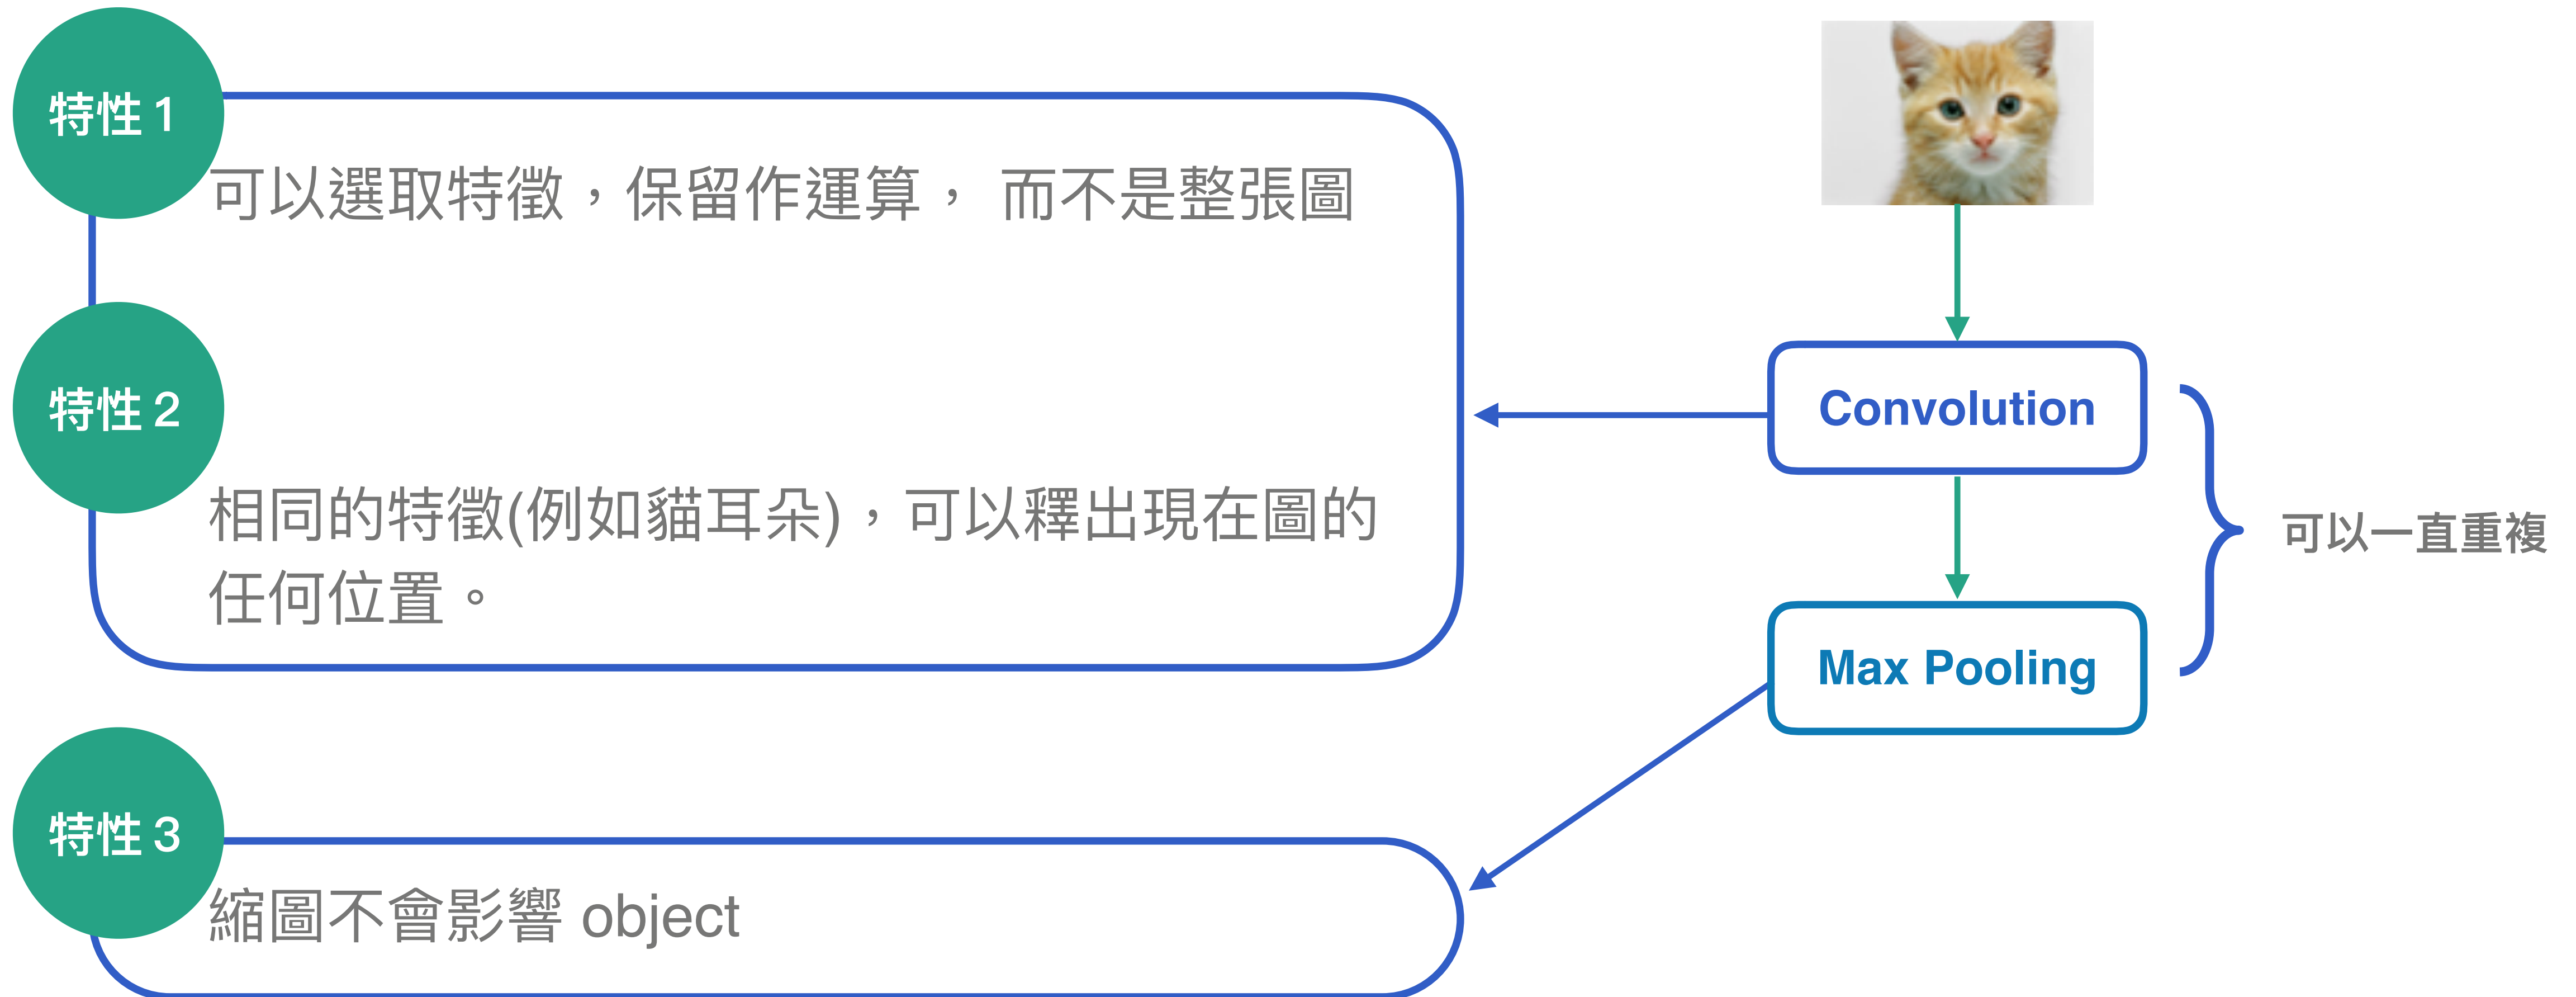 特性 1
可以選取特徵，保留作運算， 而不是整張圖
特性 2
相同的特徵(例如貓耳朵)，可以釋出現在圖的
任何位置。
特性 3
縮圖不會影響 object
Convolution
Max Pooling
可以一直重複